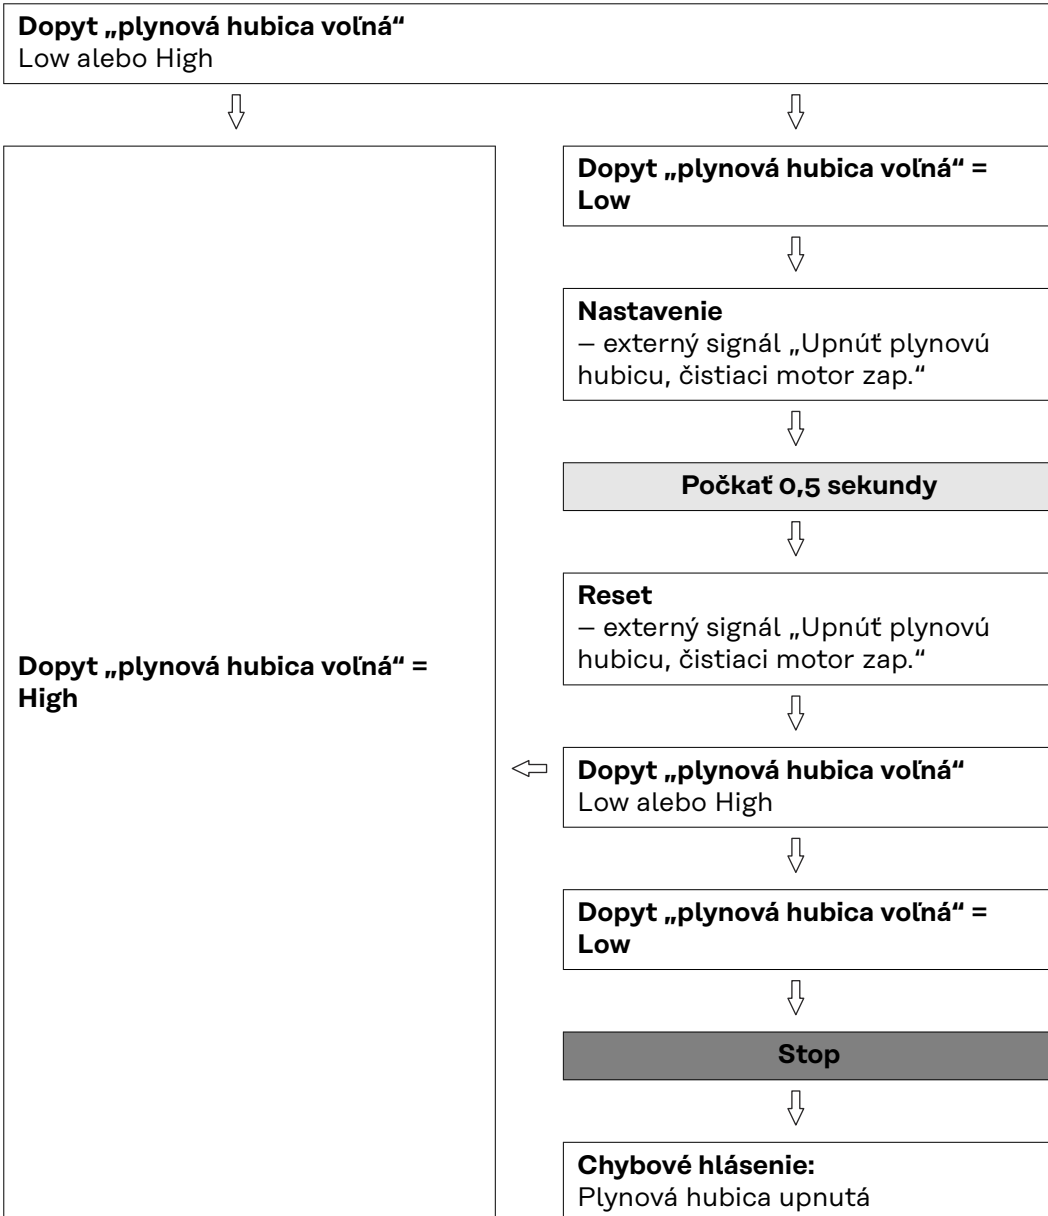 Dopyt „plynová hubica voľná“
Low alebo High
Dopyt „plynová hubica voľná“ =
High
Dopyt „plynová hubica voľná“ =
Low
Nastavenie
– externý signál „Upnúť plynovú
hubicu, čistiaci motor zap.“
Počkať 0,5 sekundy
Reset
– externý signál „Upnúť plynovú
hubicu, čistiaci motor zap.“
Dopyt „plynová hubica voľná“
Low alebo High
Dopyt „plynová hubica voľná“ =
Low
Stop
Chybové hlásenie:
Plynová hubica upnutá